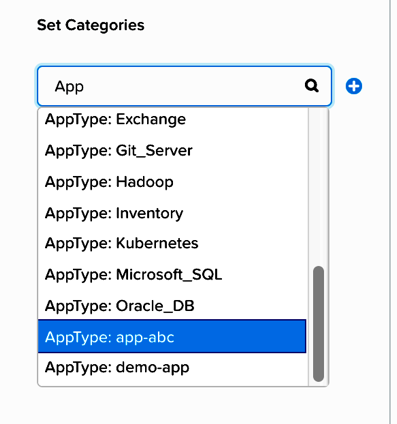 Set Categories
App
AppType: Exchange
AppType: Git_Server
AppType: Hadoop
AppType: Inventory
AppType: Kubernetes
AppType: Microsoft_SQL
AppType: Oracle_DB
AppType: app-abc
AppType: demo-app